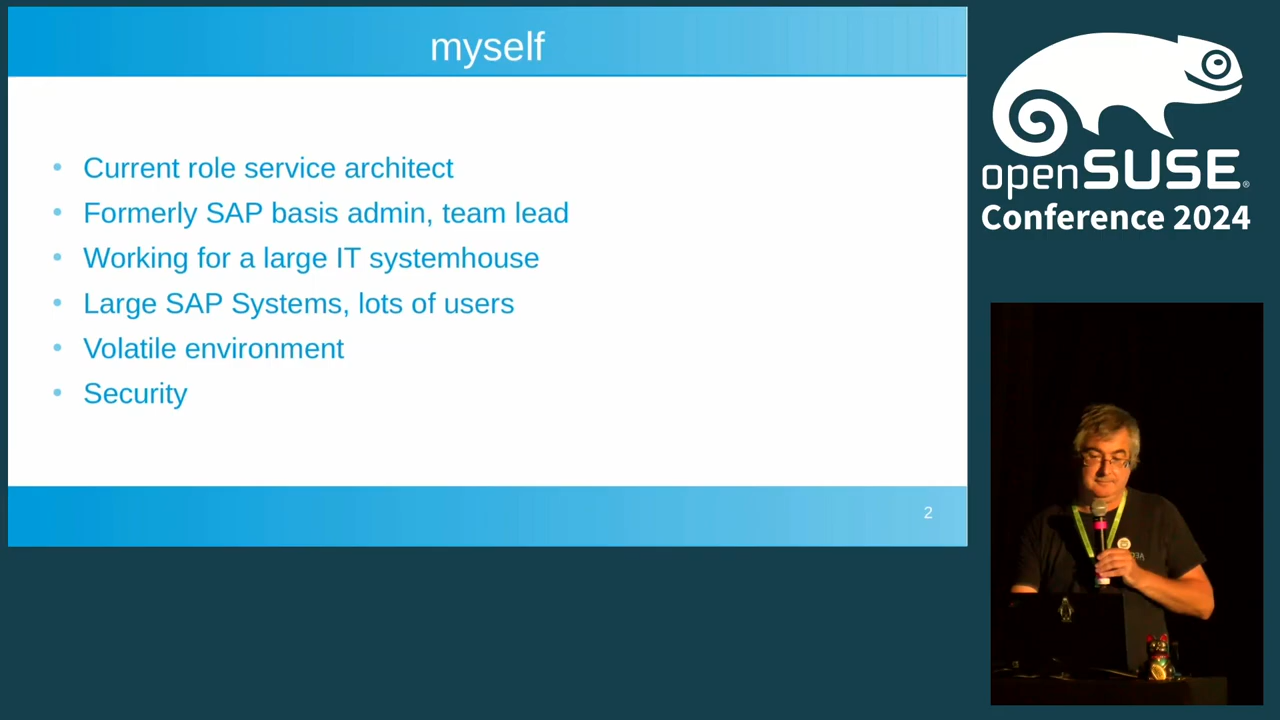 myself
Current role service architect
Formerly SAP basis admin, team lead
Working for a large IT systemhouse
Large SAP Systems, lots of users
Volatile environment
Security
2
openSUSE®
Conference 2024